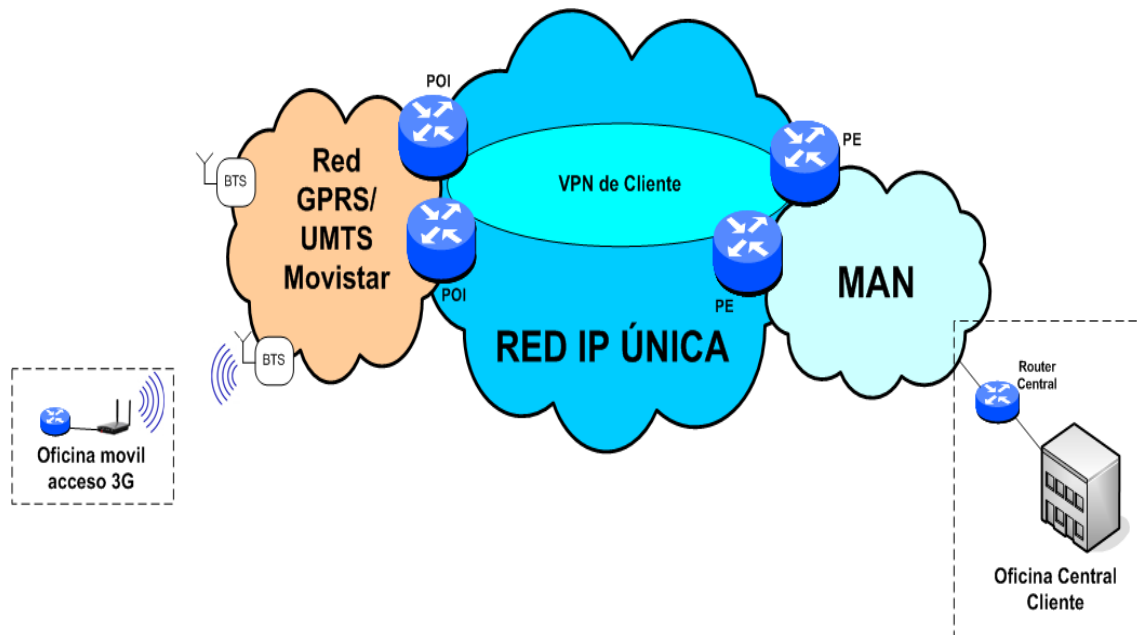 POI
PE
Red
GPRS/
UMTS
Movistar
BTS
VPN de Cliente
POI
PE
MAN
RED IP ÚNICA
BTS
Router
Central
Oficina movil
acceso 3G
Oficina Central
Cliente